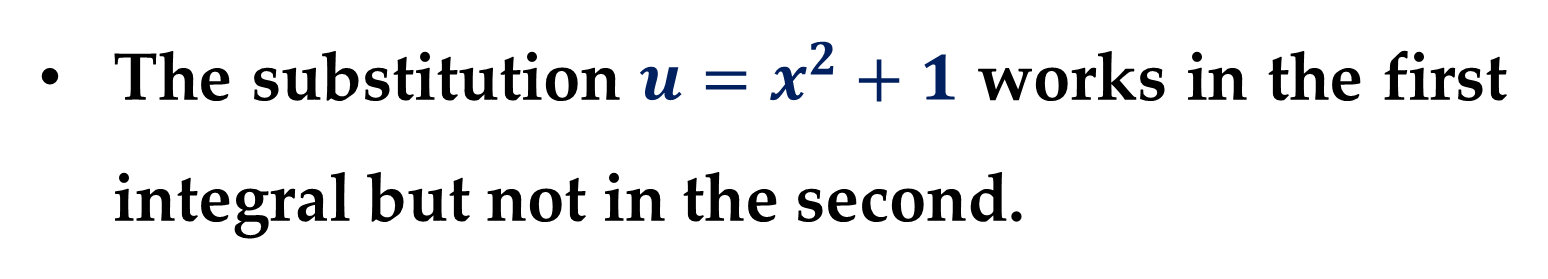 • The substitution u = x² + 1 works in the first
integral but not in the second.